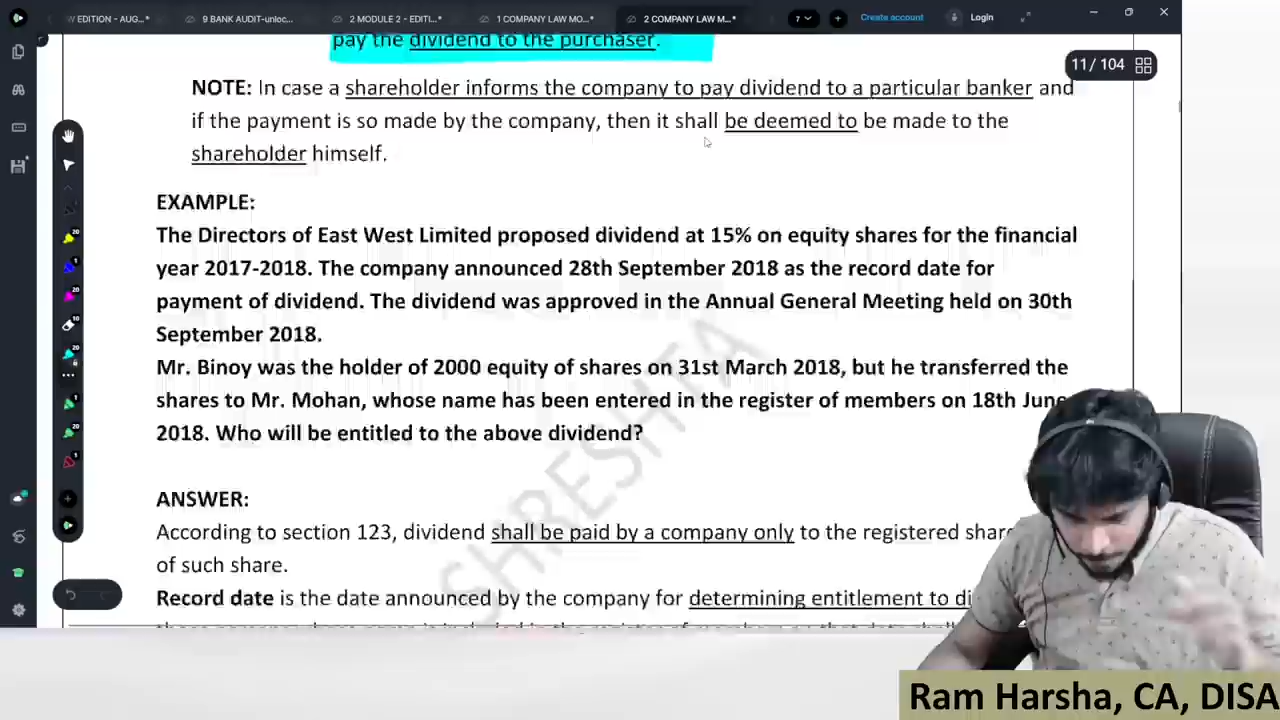 W EDITION - AUG...*
9 BANK AUDIT-unloc...
2 MODULE 2 - EDITI...*
1 COMPANY LAW MO...*
2 COMPANY LAW M...*
7
Create account
Login
pay the dividend to the purchaser.
11 / 104
NOTE: In case a shareholder informs the company to pay dividend to a particular banker and
if the payment is so made by the company, then it shall be deemed to be made to the
shareholder himself.
EXAMPLE:
The Directors of East West Limited proposed dividend at 15% on equity shares for the financial
year 2017-2018. The company announced 28th September 2018 as the record date for
payment of dividend. The dividend was approved in the Annual General Meeting held on 30th
September 2018.
Mr. Binoy was the holder of 2000 equity of shares on 31st March 2018, but he transferred the
shares to Mr. Mohan, whose name has been entered in the register of members on 18th June
2018. Who will be entitled to the above dividend?
SHRESHTA
ANSWER:
According to section 123, dividend shall be paid by a company only to the registered shar
of such share.
Record date is the date announced by the company for determining entitlement to di
Ram Harsha, CA, DISA